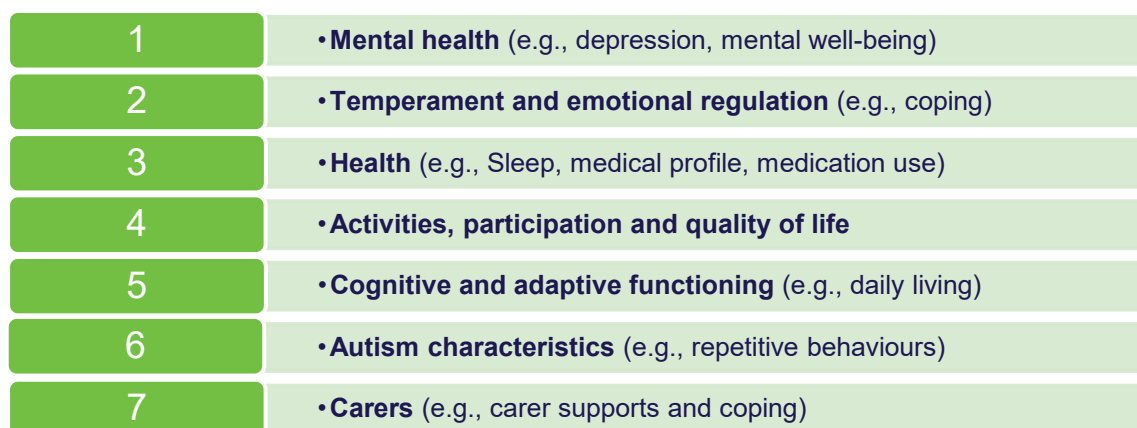 1 •Mental health (e.g., depression, mental well-being)
2 •Temperament and emotional regulation (e.g., coping)
3 •Health (e.g., Sleep, medical profile, medication use)
4 •Activities, participation and quality of life
5 •Cognitive and adaptive functioning (e.g., daily living)
6 •Autism characteristics (e.g., repetitive behaviours)
7 •Carers (e.g., carer supports and coping)